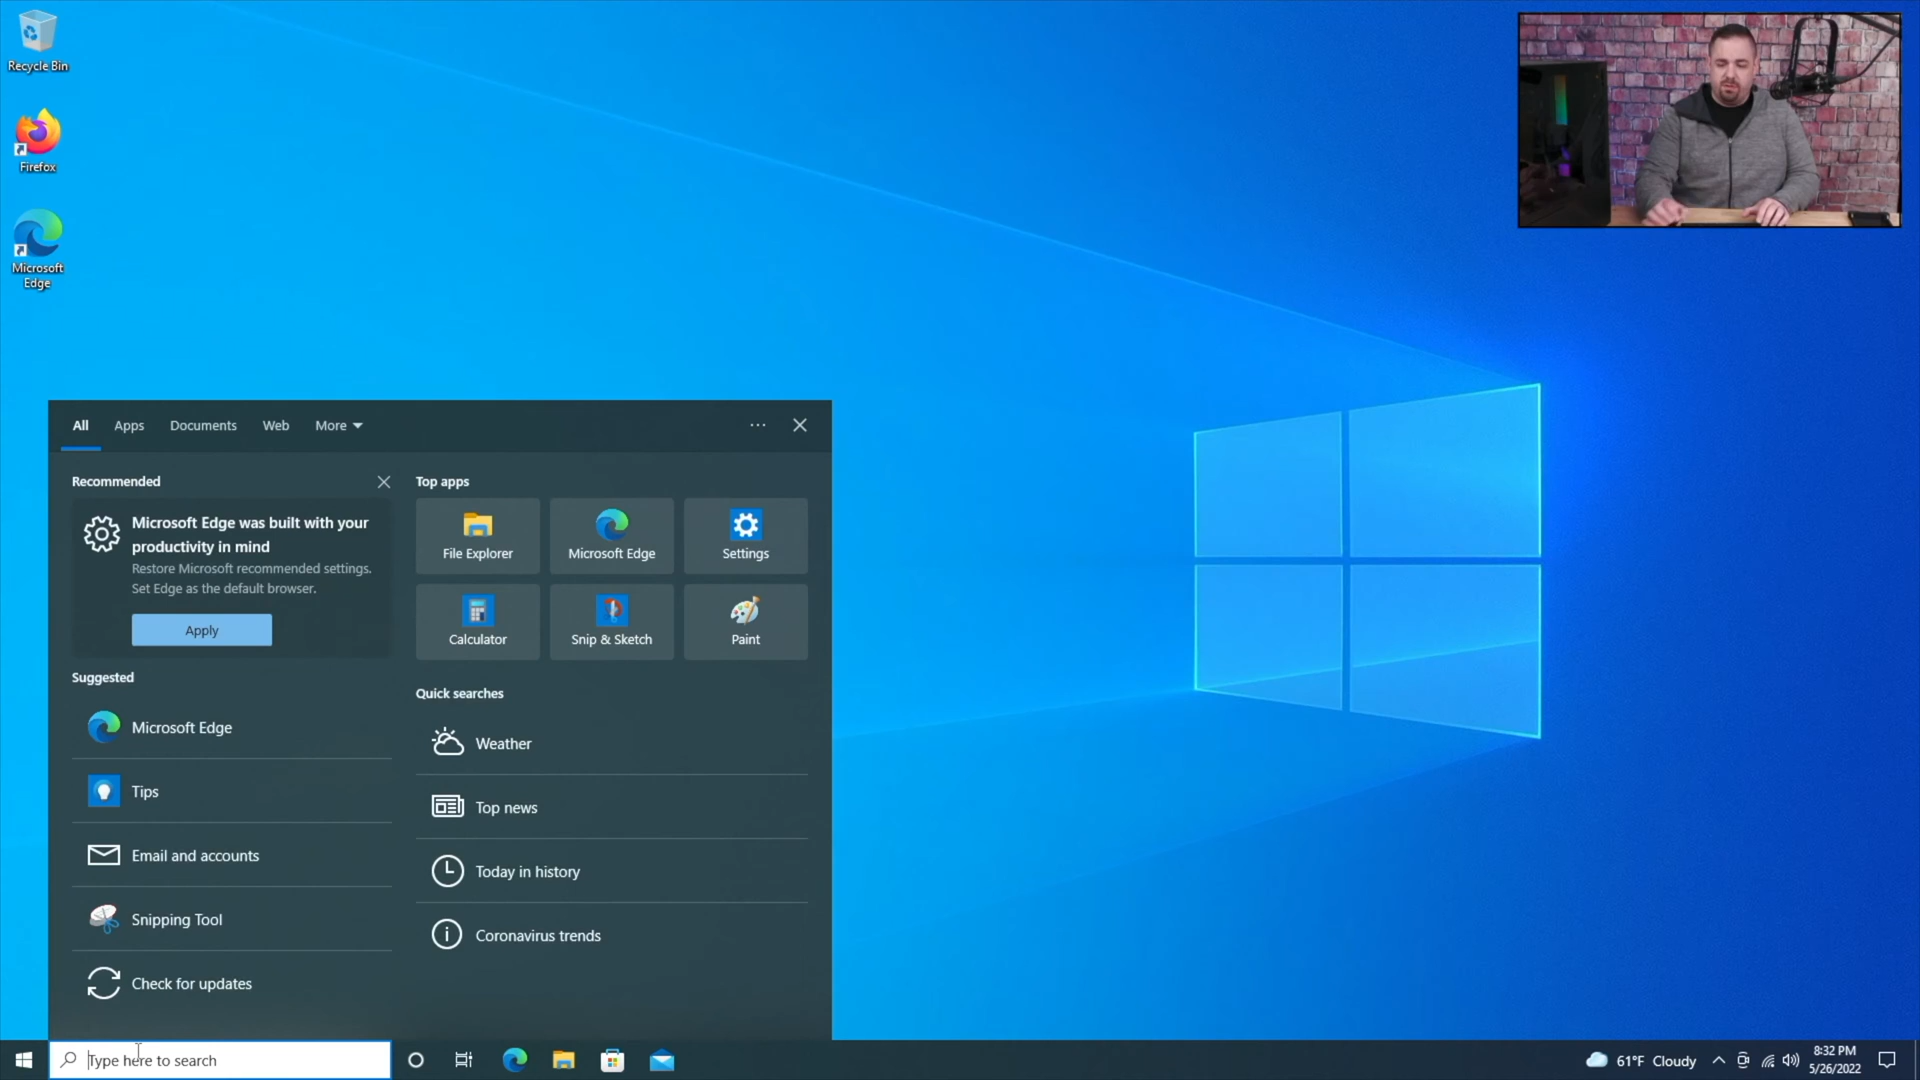 Recycle Bin
Firefox
Microsoft
Edge
All
Apps
Documents
Web
More
Recommended
Microsoft Edge was built with your
productivity in mind
Restore Microsoft recommended settings.
Set Edge as the default browser.
Apply
Suggested
Microsoft Edge
Tips
Email and accounts
Snipping Tool
Check for updates
Top apps
File Explorer
Microsoft Edge
Settings
Calculator
Snip & Sketch
Paint
Quick searches
Weather
Top news
Today in history
Coronavirus trends
Type here to search
61°F Cloudy
8:32 PM
5/26/2022